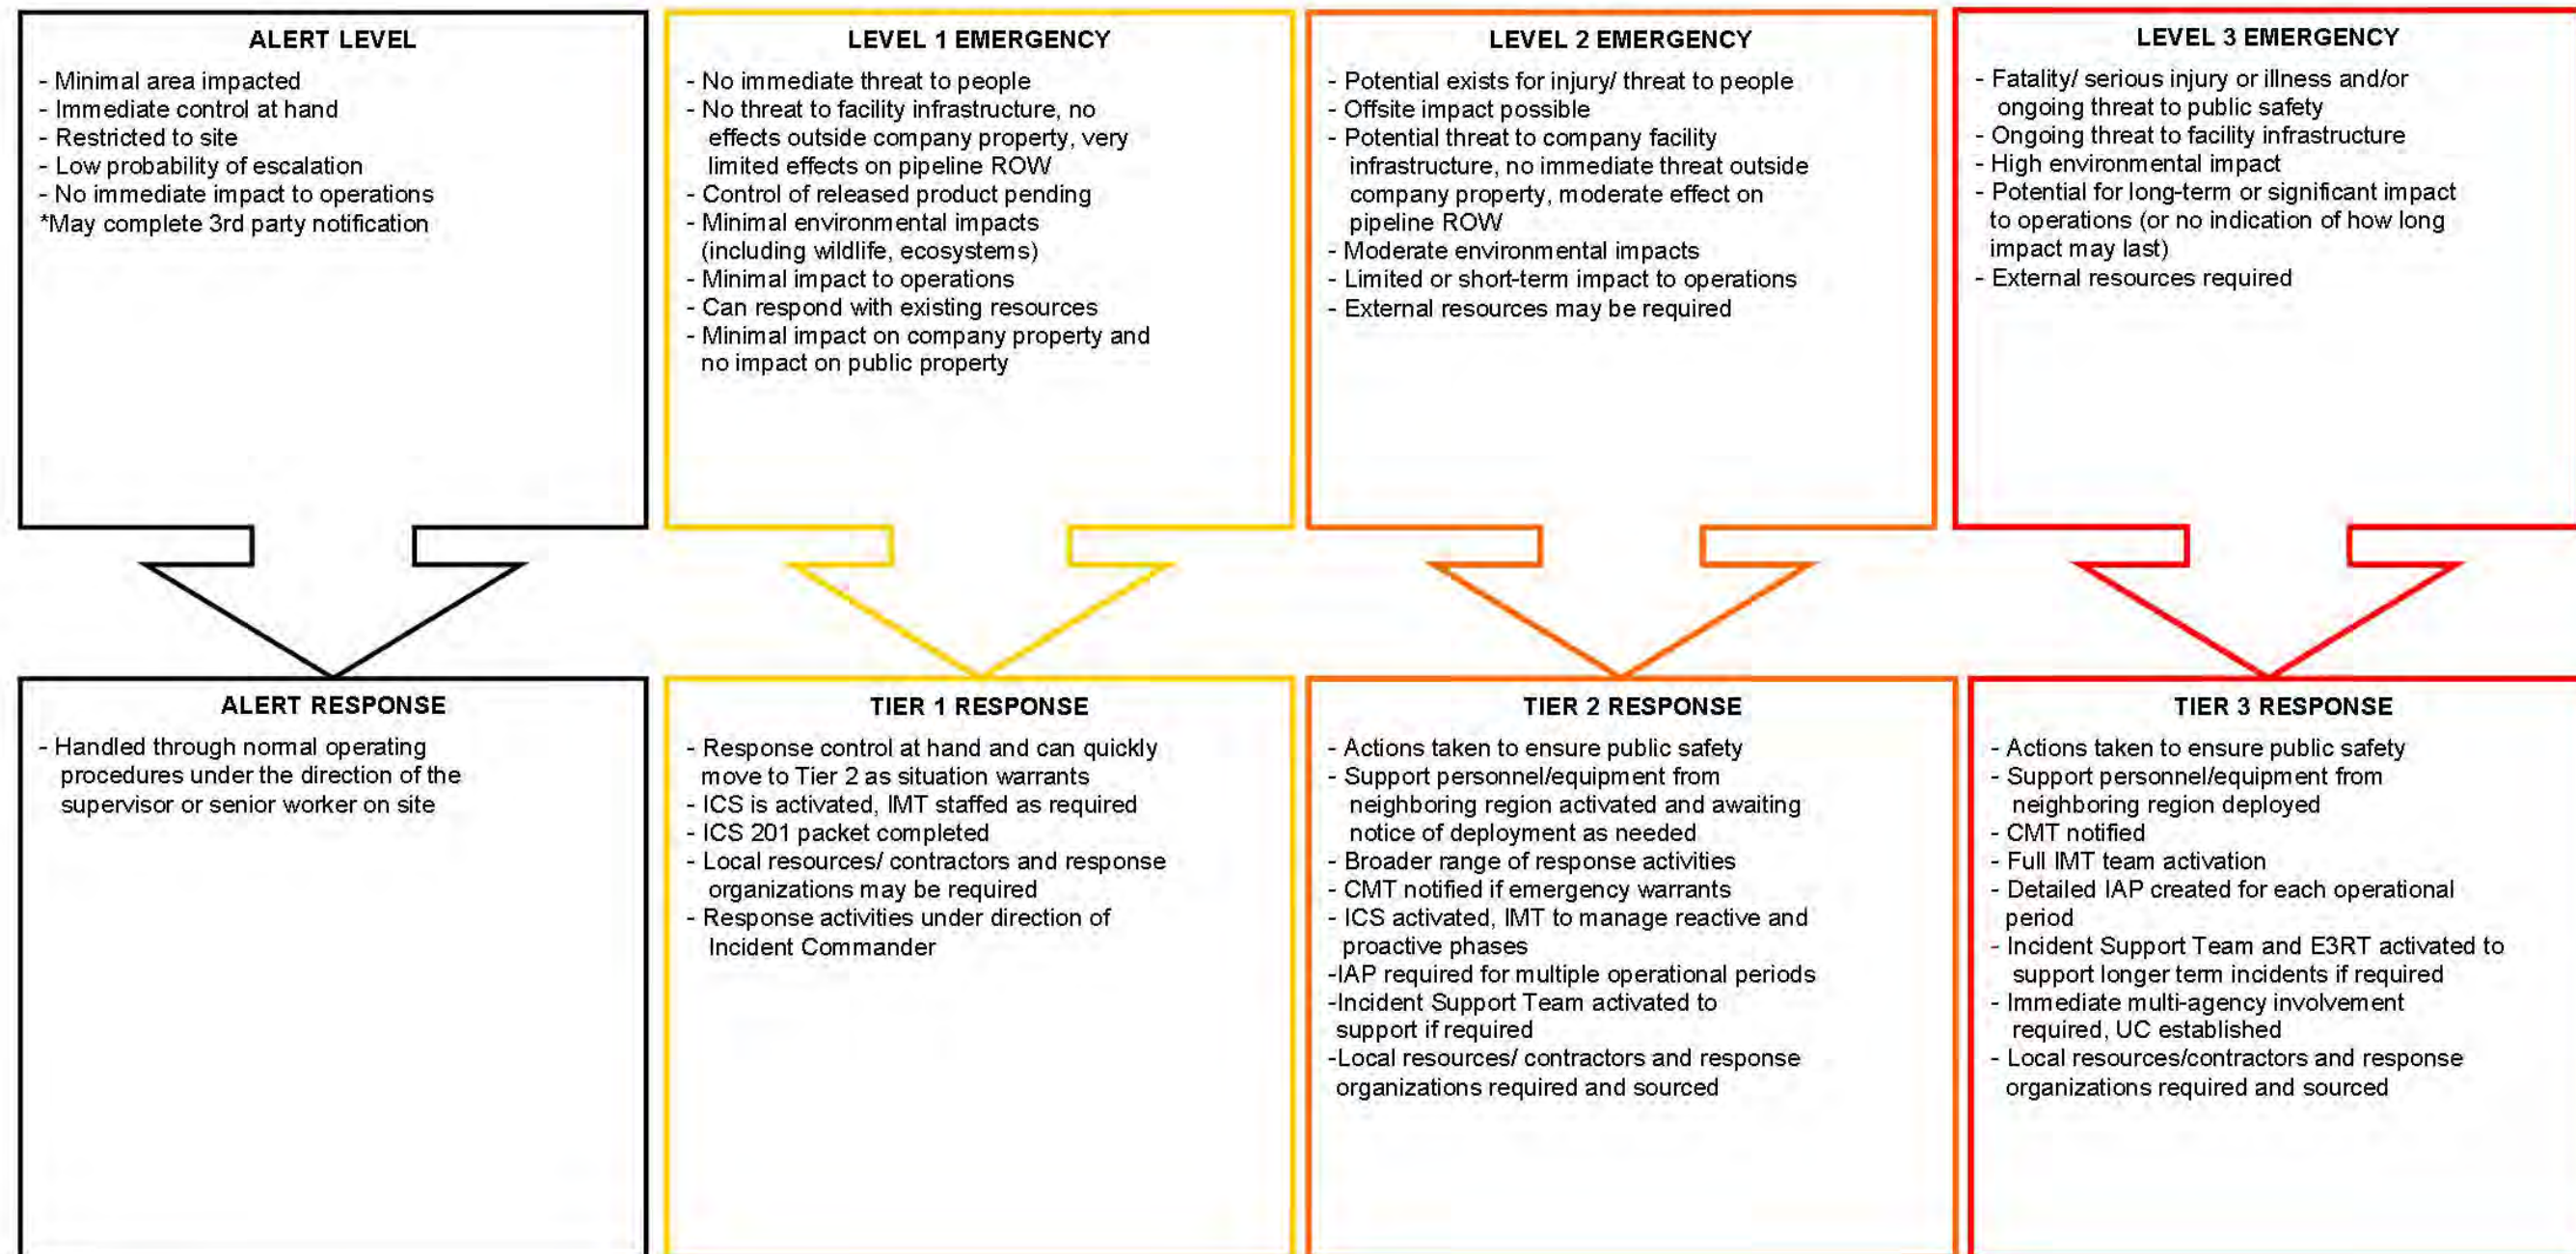 ALERT LEVEL
- Minimal area impacted
- Immediate control at hand
- Restricted to site
- Low probability of escalation
- No immediate impact to operations
*May complete 3rd party notification
LEVEL 1 EMERGENCY
- No immediate threat to people
- No threat to facility infrastructure, no
effects outside company property, very
limited effects on pipeline ROW
- Control of released product pending
- Minimal environmental impacts
(including wildlife, ecosystems)
- Minimal impact to operations
- Can respond with existing resources
- Minimal impact on company property and
no impact on public property
LEVEL 2 EMERGENCY
- Potential exists for injury/ threat to people
- Offsite impact possible
- Potential threat to company facility
infrastructure, no immediate threat outside
company property, moderate effect on
pipeline ROW
- Moderate environmental impacts
- Limited or short-term impact to operations
- External resources may be required
LEVEL 3 EMERGENCY
- Fatality/ serious injury or illness and/or
ongoing threat to public safety
- Ongoing threat to facility infrastructure
- High environmental impact
- Potential for long-term or significant impact
to operations (or no indication of how long
impact may last)
- External resources required
ALERT RESPONSE
- Handled through normal operating
procedures under the direction of the
supervisor or senior worker on site
TIER 1 RESPONSE
- Response control at hand and can quickly
move to Tier 2 as situation warrants
- ICS is activated, IMT staffed as required
- ICS 201 packet completed
- Local resources/ contractors and response
organizations may be required
- Response activities under direction of
Incident Commander
TIER 2 RESPONSE
- Actions taken to ensure public safety
- Support personnel/equipment from
neighboring region activated and awaiting
notice of deployment as needed
- Broader range of response activities
- CMT notified if emergency warrants
- ICS activated, IMT to manage reactive and
proactive phases
-IAP required for multiple operational periods
-Incident Support Team activated to
support if required
-Local resources/ contractors and response
organizations required and sourced
TIER 3 RESPONSE
- Actions taken to ensure public safety
- Support personnel/equipment from
neighboring region deployed
- CMT notified
- Full IMT team activation
- Detailed IAP created for each operational
period
- Incident Support Team and E3RT activated to
support longer term incidents if required
- Immediate multi-agency involvement
required, UC established
- Local resources/contractors and response
organizations required and sourced